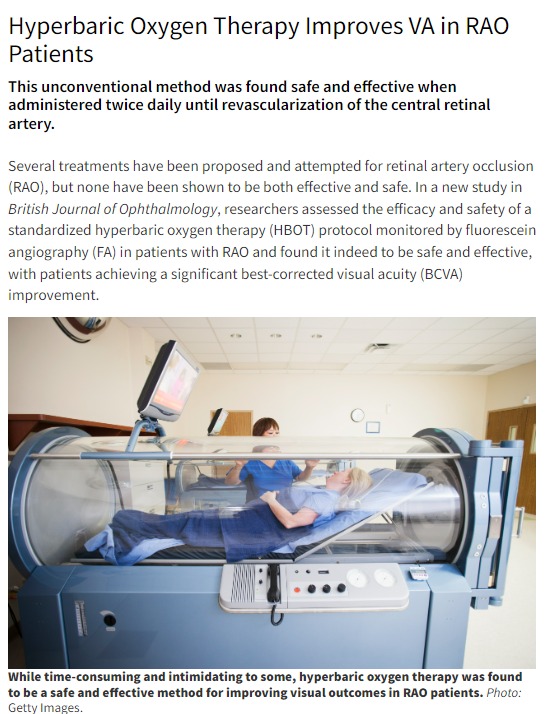 Hyperbaric Oxygen Therapy Improves VA in RAO
Patients
This unconventional method was found safe and effective when
administered twice daily until revascularization of the central retinal
artery.
Several treatments have been proposed and attempted for retinal artery occlusion
(RAO), but none have been shown to be both effective and safe. In a new study in
British Journal of Ophthalmology, researchers assessed the efficacy and safety of a
standardized hyperbaric oxygen therapy (HBOT) protocol monitored by fluorescein
angiography (FA) in patients with RAO and found it indeed to be safe and effective,
with patients achieving a significant best-corrected visual acuity (BCVA)
improvement.
While time-consuming and intimidating to some, hyperbaric oxygen therapy was found
to be a safe and effective method for improving visual outcomes in RAO patients. Photo:
Getty Images.